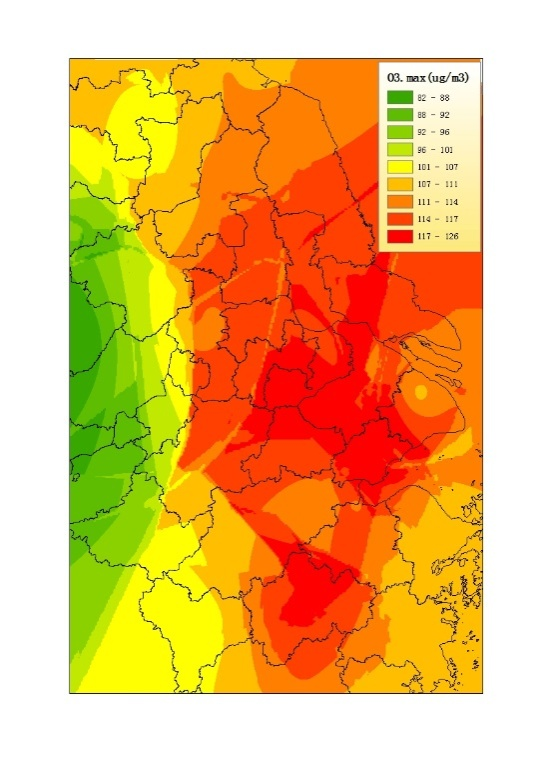 O3.max(ug/m3)
82 - 88
88 - 92
92 - 96
96 - 101
101 - 107
107 - 111
111 - 114
114 - 117
117 - 126